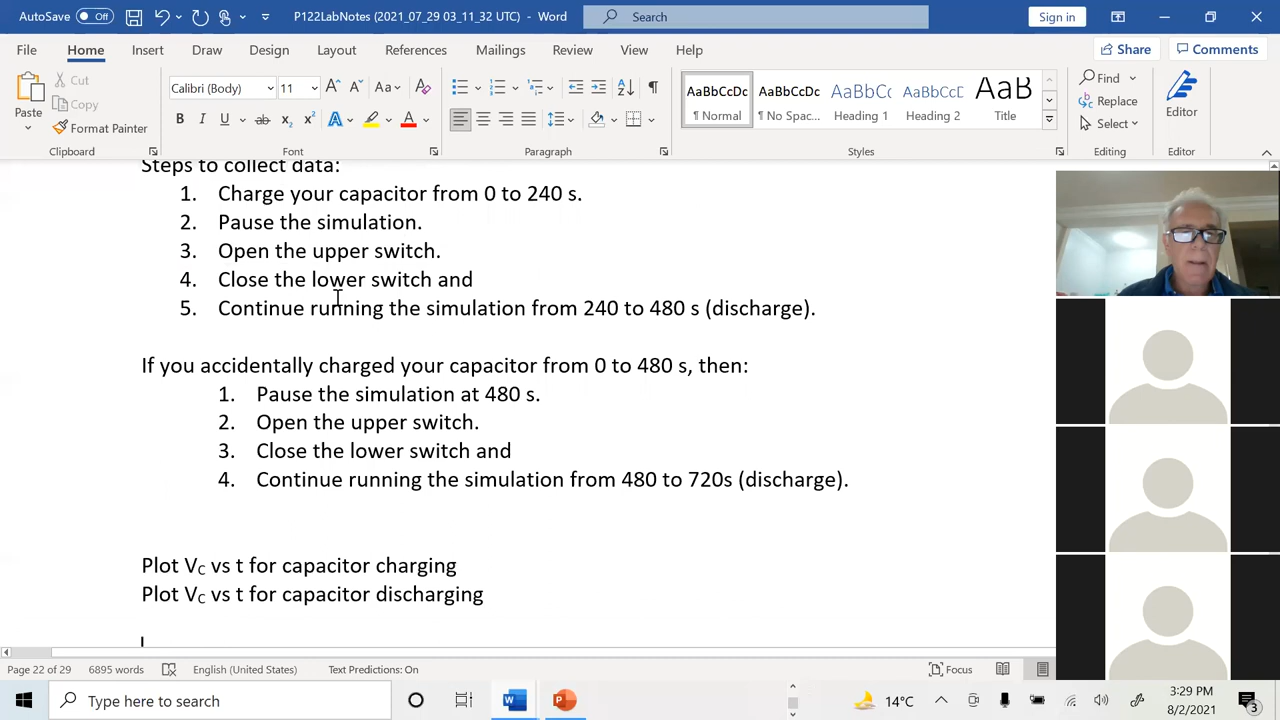 AutoSave Off P122LabNotes (2021_07_29 03_11_32 UTC) - Word Search Sign in
File Home Insert Draw Design Layout References Mailings Review View Help Share Comments
Paste Cut Copy Format Painter Clipboard
Calibri (Body) 11 Font
Paragraph
AaBbCcDc ¶ Normal AaBbCcDc ¶ No Spac... AaBbCc Heading 1 AaBbCcD Heading 2 AaB Title Styles
Find Replace Select Editing
Editor Editor
Steps to collect data:
1. Charge your capacitor from 0 to 240 s.
2. Pause the simulation.
3. Open the upper switch.
4. Close the lower switch and
5. Continue running the simulation from 240 to 480 s (discharge).
If you accidentally charged your capacitor from 0 to 480 s, then:
1. Pause the simulation at 480 s.
2. Open the upper switch.
3. Close the lower switch and
4. Continue running the simulation from 480 to 720s (discharge).
Plot VC vs t for capacitor charging
Plot VC vs t for capacitor discharging
Page 22 of 29 6895 words English (United States) Text Predictions: On Focus
Type here to search 14°C 3:29 PM
8/2/2021 3